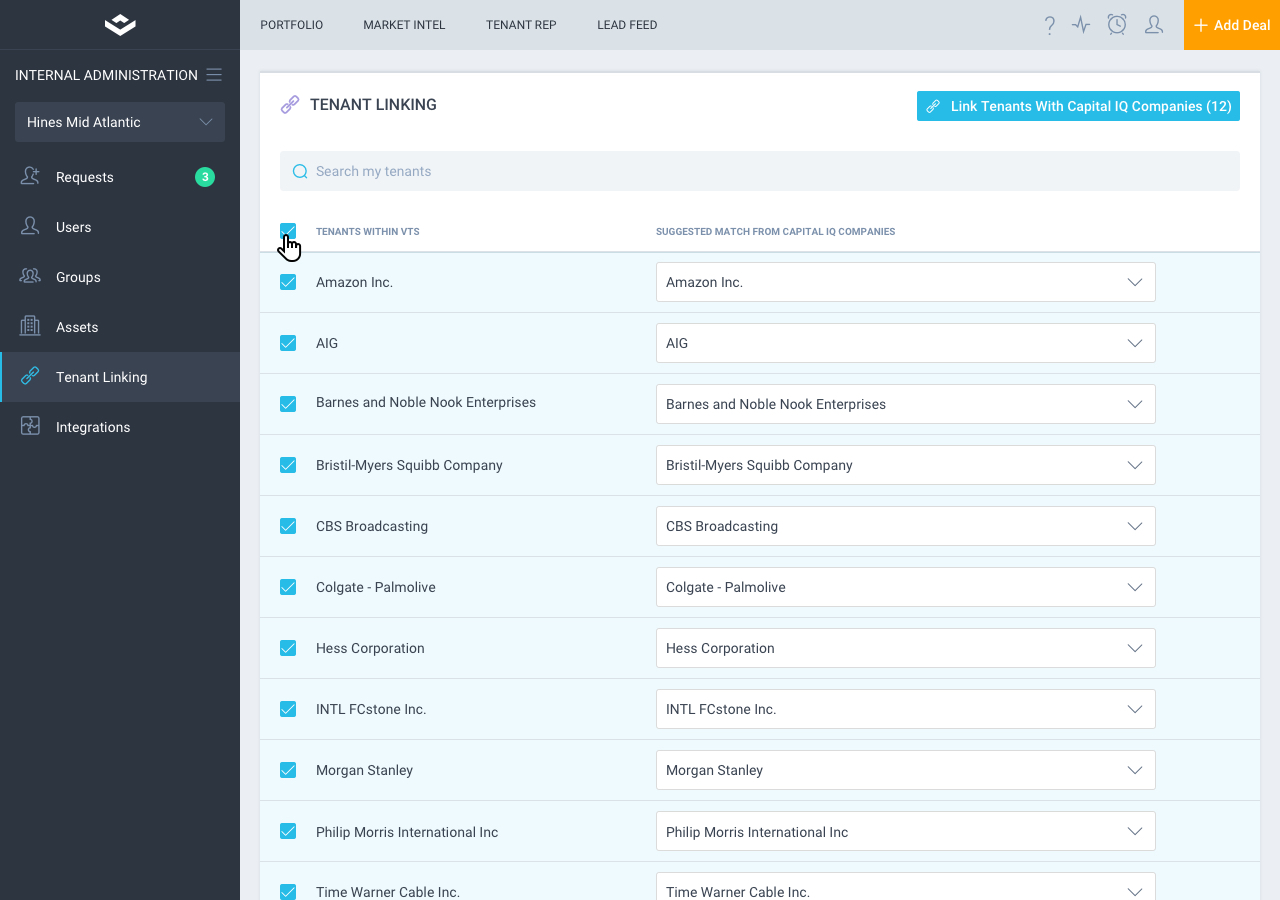 PORTFOLIO MARKET INTEL TENANT REP LEAD FEED
Add Deal
INTERNAL ADMINISTRATION
Hines Mid Atlantic
Requests 3
Users
Groups
Assets
Tenant Linking
Integrations
TENANT LINKING
Link Tenants With Capital IQ Companies (12)
Search my tenants
TENANTS WITHIN VTS SUGGESTED MATCH FROM CAPITAL IQ COMPANIES
Amazon Inc. Amazon Inc.
AIG AIG
Barnes and Noble Nook Enterprises Barnes and Noble Nook Enterprises
Bristil-Myers Squibb Company Bristil-Myers Squibb Company
CBS Broadcasting CBS Broadcasting
Colgate - Palmolive Colgate - Palmolive
Hess Corporation Hess Corporation
INTL FCstone Inc. INTL FCstone Inc.
Morgan Stanley Morgan Stanley
Philip Morris International Inc Philip Morris International Inc
Time Warner Cable Inc. Time Warner Cable Inc.